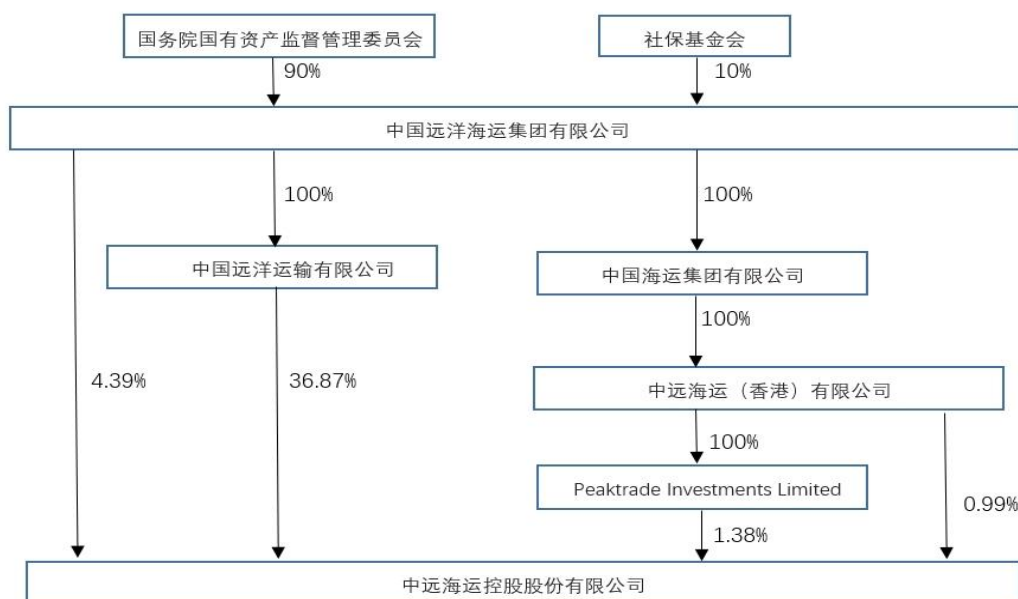 国务院国有资产监督管理委员会
社保基金会
90%
10%
中国远洋海运集团有限公司
100%
100%
中国远洋运输有限公司
中国海运集团有限公司
100%
4.39%
36.87%
中远海运（香港）有限公司
100%
Peaktrade Investments Limited
0.99%
1.38%
中远海运控股股份有限公司